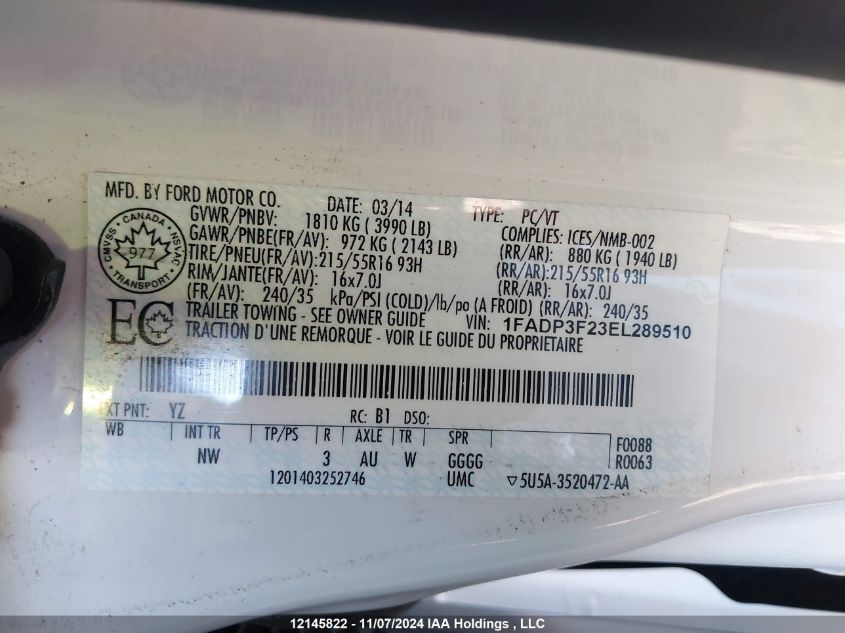 MFD. BY FORD MOTOR CO. DATE: 03/14 TYPE: PC/VT
GVWR/PNBV: 1810 KG ( 3990 LB) COMPLIES: ICES/NMB-002
GAWR/PNBE(FR/AV): 972 KG ( 2143 LB) (RR/AR): 880 KG ( 1940 LB)
TIRE/PNEU(FR/AV):215/55R16 93H (RR/AR):215/55R16 93H
RIM/JANTE(FR/AV): 16x7.0J (RR/AR): 16x7.0J
(FR/AV): 240/35 kPa/PSI (COLD)/lb/po (A FROID) (RR/AR): 240/35
TRAILER TOWING - SEE OWNER GUIDE VIN: 1FADP3F23EL289510
TRACTION D'UNE REMORQUE - VOIR LE GUIDE DU PROPRIETAIRE
CMVSS - CANADA - NSVAC
977
TRANSPORT
EC
EXT PNT: YZ RC: B1 DSO:
WB INT TR TP/PS R AXLE TR SPR F0088
NW 3 AU W GGGG R0063
1201403252746 UMC ▽5U5A-3520472-AA
12145822 - 11/07/2024 IAA Holdings , LLC